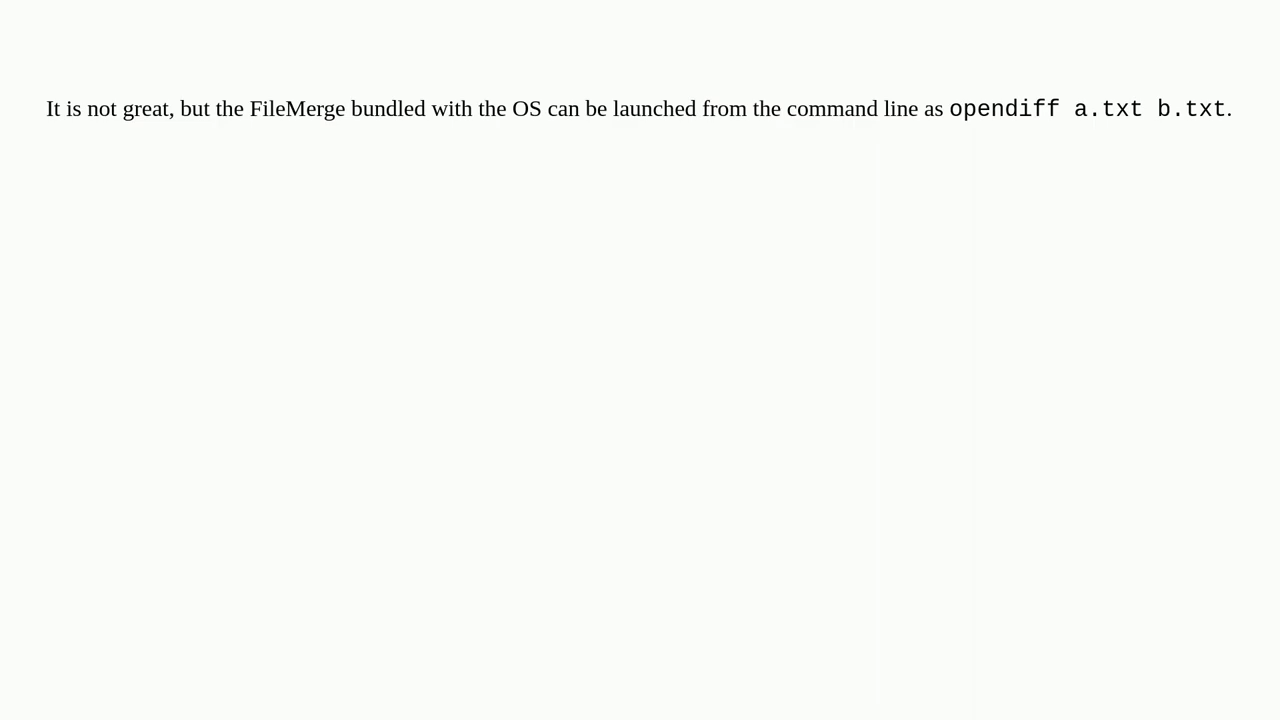 It is not great, but the FileMerge bundled with the OS can be launched from the command line as opendiff a.txt b.txt.